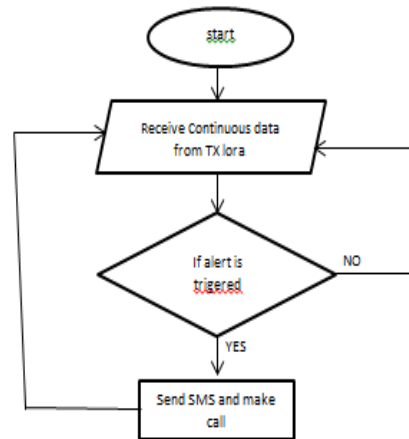 start
Receive Continuous data
from TX lora
If alert is
trigered
NO
YES
Send SMS and make
call